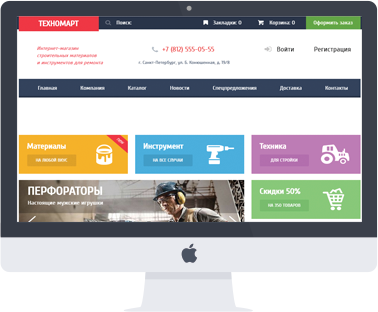 ТЕХНОМАРТ
Поиск:
Закладки: 0
Корзина: 0
Оформить заказ
Интернет-магазин
строительных материалов
и инструментов для ремонта
+7 (812) 555-05-55
г. Санкт-Петербург, ул. Б. Конюшенная, д. 19/8
Войти
Регистрация
Главная
Компания
Каталог
Новости
Спецпредложения
Доставка
Контакты
Материалы
НА ЛЮБОЙ ВКУС
Инструмент
НА ВСЕ СЛУЧАИ
Техника
ДЛЯ СТРОЙКИ
ПЕРФОРАТОРЫ
Настоящие мужские игрушки
Скидки 50%
НА 350 ТОВАРОВ